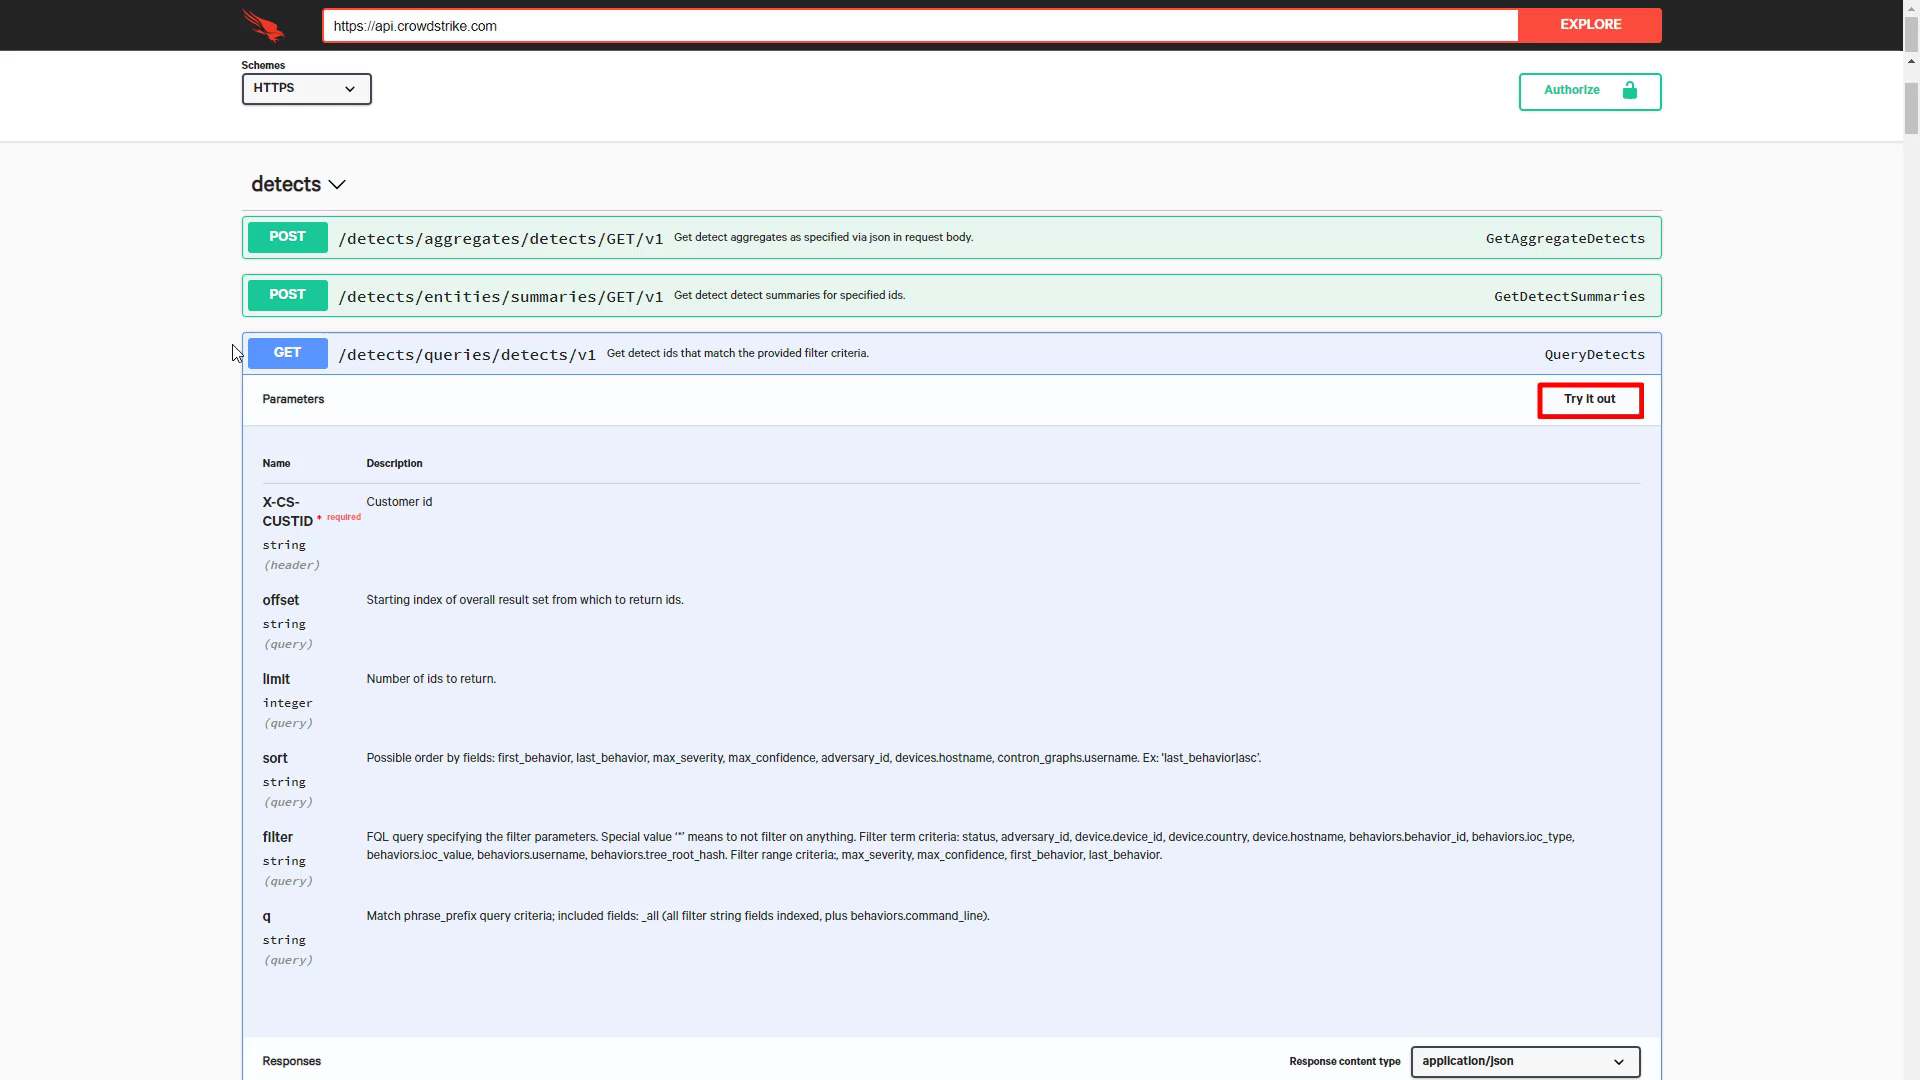 https://api.crowdstrike.com
EXPLORE
Schemes
HTTPS
Authorize
detects
POST /detects/aggregates/detects/GET/v1 Get detect aggregates as specified via json in request body. GetAggregateDetects
POST /detects/entities/summaries/GET/v1 Get detect detect summaries for specified ids. GetDetectSummaries
GET /detects/queries/detects/v1 Get detect ids that match the provided filter criteria. QueryDetects
Parameters
Try it out
Name Description
X-CS- Customer id
CUSTID * required
string
(header)
offset Starting index of overall result set from which to return ids.
string
(query)
limit Number of ids to return.
integer
(query)
sort Possible order by fields: first_behavior, last_behavior, max_severity, max_confidence, adversary_id, devices.hostname, contron_graphs.username. Ex: 'last_behavior|asc'.
string
(query)
filter FQL query specifying the filter parameters. Special value '*' means to not filter on anything. Filter term criteria: status, adversary_id, device.device_id, device.country, device.hostname, behaviors.behavior_id, behaviors.ioc_type,
behaviors.ioc_value, behaviors.username, behaviors.tree_root_hash. Filter range criteria:, max_severity, max_confidence, first_behavior, last_behavior.
string
(query)
q Match phrase_prefix query criteria; included fields: _all (all filter string fields indexed, plus behaviors.command_line).
string
(query)
Responses
Response content type application/json